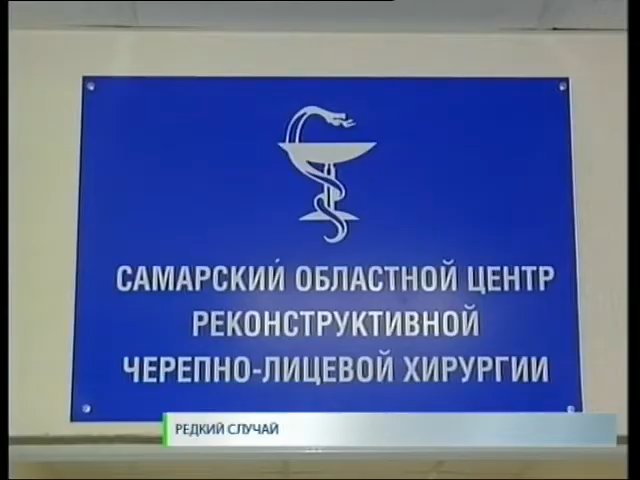 САМАРСКИЙ ОБЛАСТНОЙ ЦЕНТР
РЕКОНСТРУКТИВНОЙ
ЧЕРЕПНО-ЛИЦЕВОЙ ХИРУРГИИ
РЕДКИЙ СЛУЧАЙ